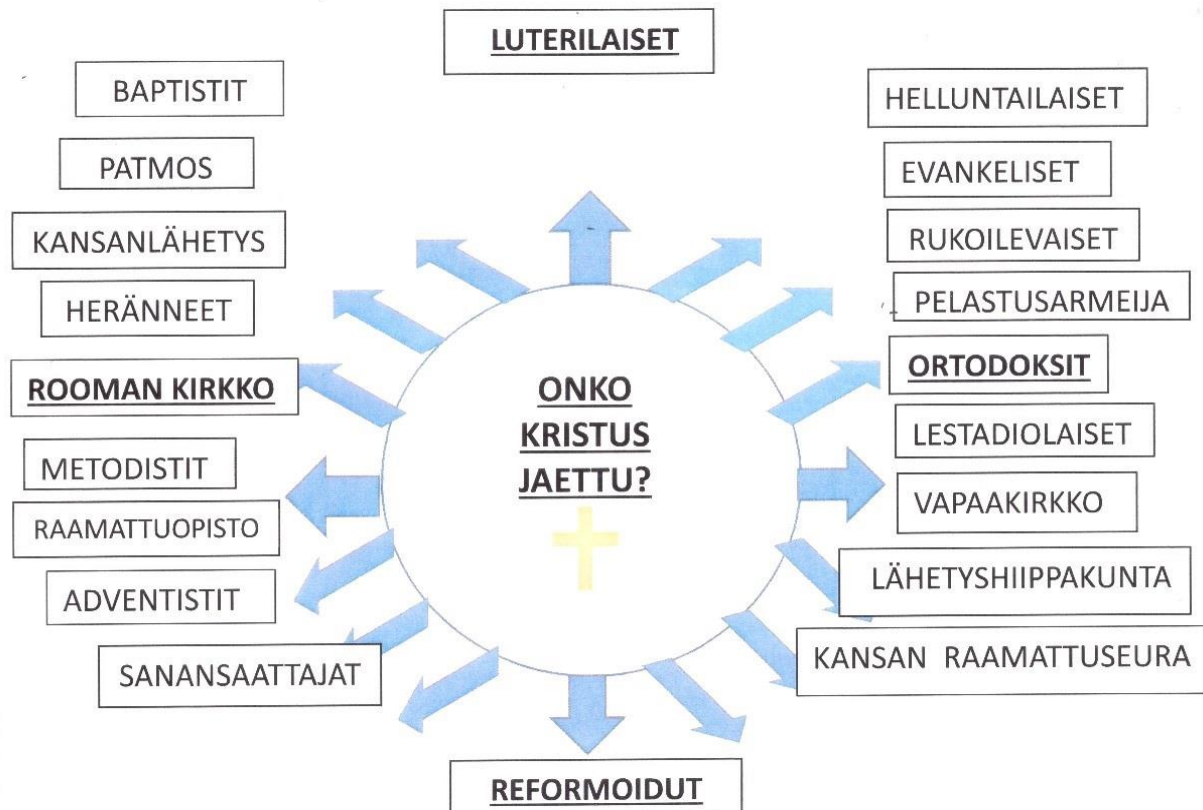 LUTERILAISET
BAPTISTIT
PATMOS
KANSANLÄHETYS
HERÄNNEET
ROOMAN KIRKKO
METODISTIT
RAAMATTUOPISTO
ADVENTISTIT
SANANSAATTAJAT
ONKO
KRISTUS
JAETTU?
HELLUNTAILAISET
EVANKELISET
RUKOILEVAISET
PELASTUSARMEIJA
ORTODOKSIT
LESTADIOLAISET
VAPAAKIRKKO
LÄHETYSHIIPPAKUNTA
KANSAN RAAMATTUSEURA
REFORMOIDUT